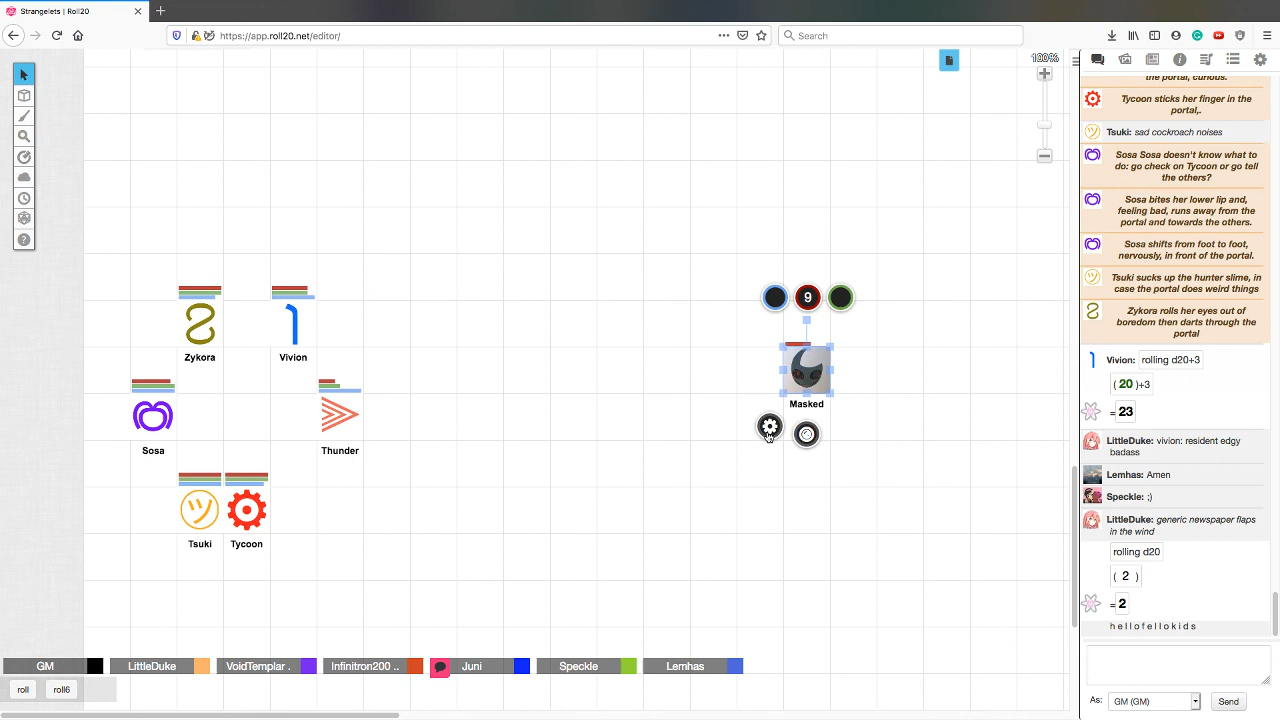 Strangelets | Roll20
https://app.roll20.net/editor/
Search
100%
the portal, curious.
Tycoon sticks her finger in the
portal,.
Tsuki: sad cockroach noises
Sosa Sosa doesn't know what to
do: go check on Tycoon or go tell
the others?
Sosa bites her lower lip and,
feeling bad, runs away from the
portal and towards the others.
Sosa shifts from foot to foot,
nervously, in front of the portal.
Tsuki sucks up the hunter slime, in
case the portal does weird things
Zykora rolls her eyes out of
boredom then darts through the
portal
Vivion: rolling d20+3
( 20 )+3
= 23
LittleDuke: vivion: resident edgy
badass
Lemhas: Amen
Speckle: ;)
LittleDuke: generic newspaper flaps
in the wind
rolling d20
( 2 )
= 2
h e l l o f e l l o k i d s
As: GM (GM) Send
9
Masked
Zykora Vivion
Sosa Thunder
ツ
Tsuki Tycoon
GM LittleDuke VoidTemplar . Infinitron200 .. Juni Speckle Lemhas
roll roll6